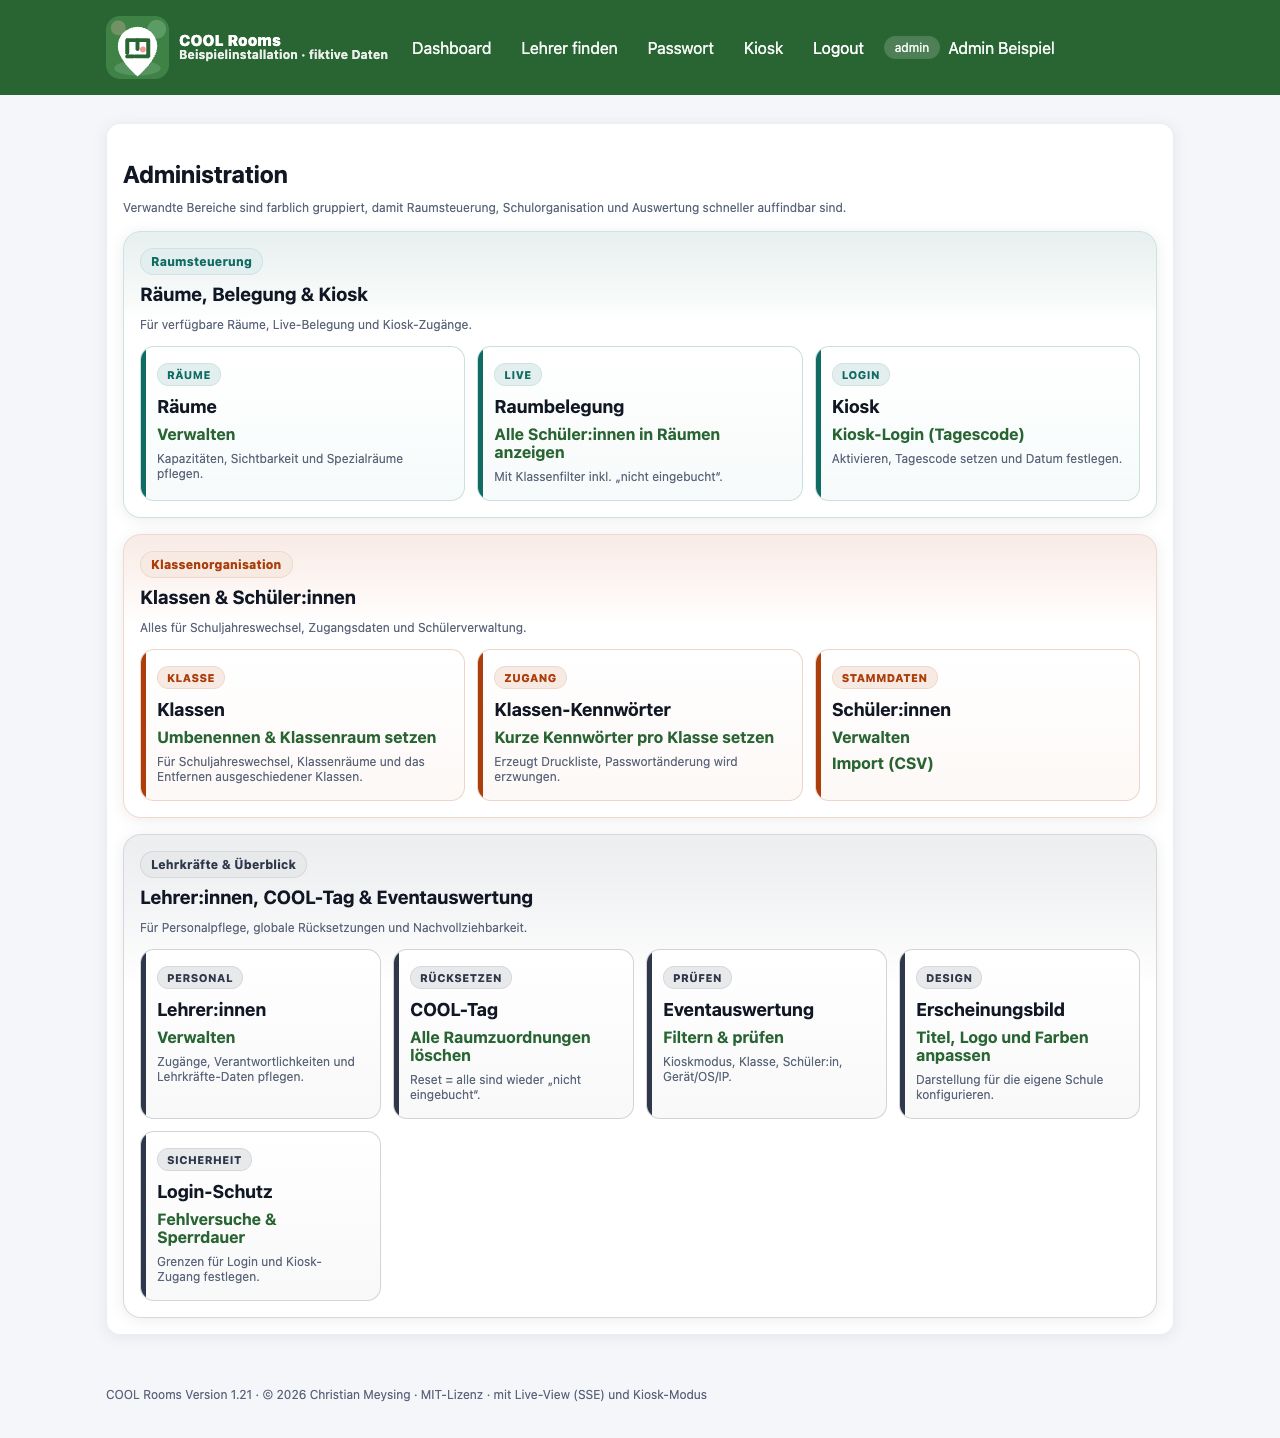 COOL Rooms
Beispielinstallation · fiktive Daten
Dashboard
Lehrer finden
Passwort
Kiosk
Logout
admin
Admin Beispiel
Administration
Verwandte Bereiche sind farblich gruppiert, damit Raumsteuerung, Schulorganisation und Auswertung schneller auffindbar sind.
Raumsteuerung
Räume, Belegung & Kiosk
Für verfügbare Räume, Live-Belegung und Kiosk-Zugänge.
RÄUME
Räume
Verwalten
Kapazitäten, Sichtbarkeit und Spezialräume
pflegen.
LIVE
Raumbelegung
Alle Schüler:innen in Räumen
anzeigen
Mit Klassenfilter inkl. „nicht eingebucht“.
LOGIN
Kiosk
Kiosk-Login (Tagescode)
Aktivieren, Tagescode setzen und Datum festlegen.
Klassenorganisation
Klassen & Schüler:innen
Alles für Schuljahreswechsel, Zugangsdaten und Schülerverwaltung.
KLASSE
Klassen
Umbenennen & Klassenraum setzen
Für Schuljahreswechsel, Klassenräume und das
Entfernen ausgeschiedener Klassen.
ZUGANG
Klassen-Kennwörter
Kurze Kennwörter pro Klasse setzen
Erzeugt Druckliste, Passwortänderung wird
erzwungen.
STAMMDATEN
Schüler:innen
Verwalten
Import (CSV)
Lehrkräfte & Überblick
Lehrer:innen, COOL-Tag & Eventauswertung
Für Personalpflege, globale Rücksetzungen und Nachvollziehbarkeit.
PERSONAL
Lehrer:innen
Verwalten
Zugänge, Verantwortlichkeiten und
Lehrkräfte-Daten pflegen.
RÜCKSETZEN
COOL-Tag
Alle Raumzuordnungen
löschen
Reset = alle sind wieder „nicht
eingebucht“.
PRÜFEN
Eventauswertung
Filtern & prüfen
Kioskmodus, Klasse, Schüler:in,
Gerät/OS/IP.
DESIGN
Erscheinungsbild
Titel, Logo und Farben
anpassen
Darstellung für die eigene Schule
konfigurieren.
SICHERHEIT
Login-Schutz
Fehlversuche &
Sperrdauer
Grenzen für Login und Kiosk-
Zugang festlegen.
COOL Rooms Version 1.21 · © 2026 Christian Meysing · MIT-Lizenz · mit Live-View (SSE) und Kiosk-Modus